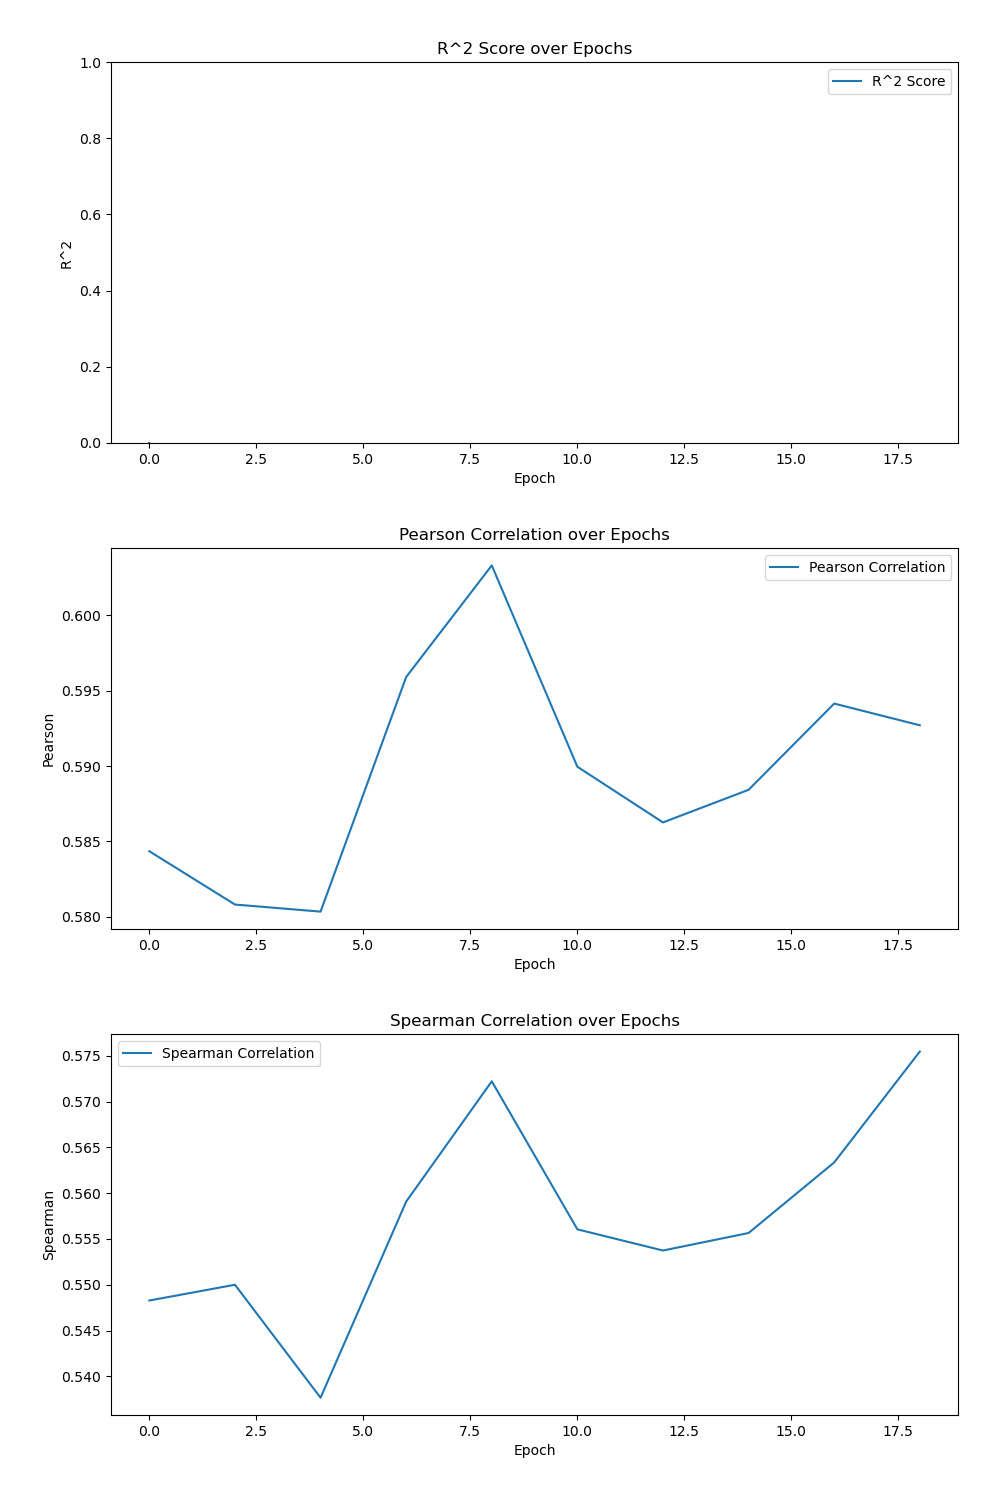 R^2 Score over Epochs
1.0
R^2 Score
0.8
0.6
R^2
0.4
0.2
0.0
0.0 2.5 5.0 7.5 10.0 12.5 15.0 17.5
Epoch
Pearson Correlation over Epochs
Pearson Correlation
0.600
0.595
Pearson
0.590
0.585
0.580
0.0 2.5 5.0 7.5 10.0 12.5 15.0 17.5
Epoch
Spearman Correlation over Epochs
Spearman Correlation
0.575
0.570
0.565
0.560
Spearman
0.555
0.550
0.545
0.540
0.0 2.5 5.0 7.5 10.0 12.5 15.0 17.5
Epoch